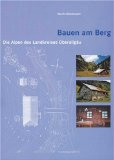 Bauen am Berg
Die Alpen des Landkreises Oberallgäu